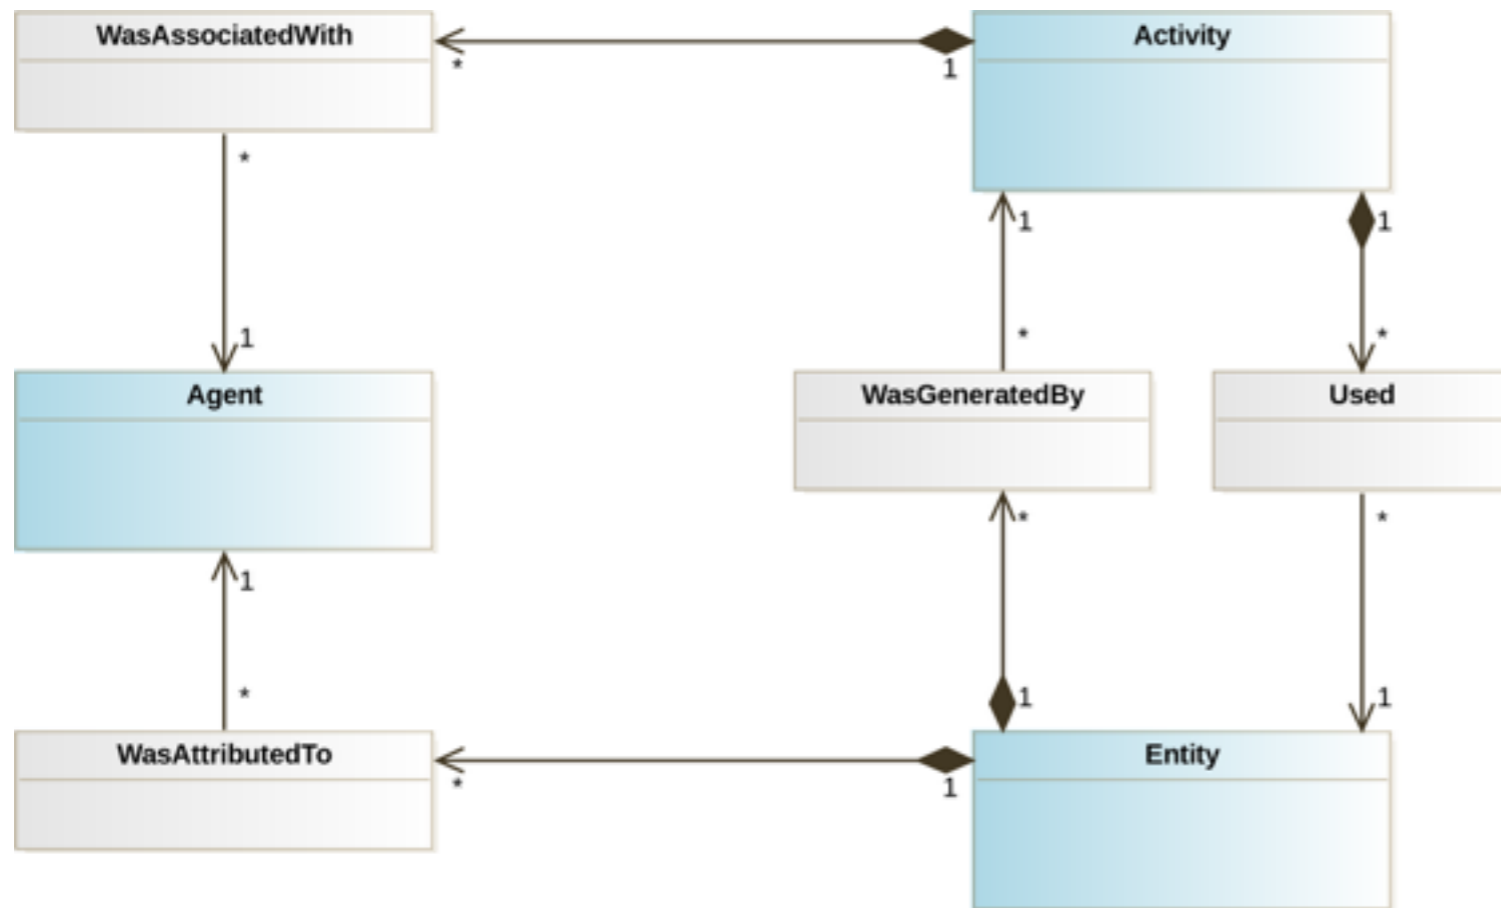 WasAssociatedWith
Activity
*
1
*
1
1
1
*
*
Agent
WasGeneratedBy
Used
*
*
1
*
1
1
WasAttributedTo
Entity
*
1